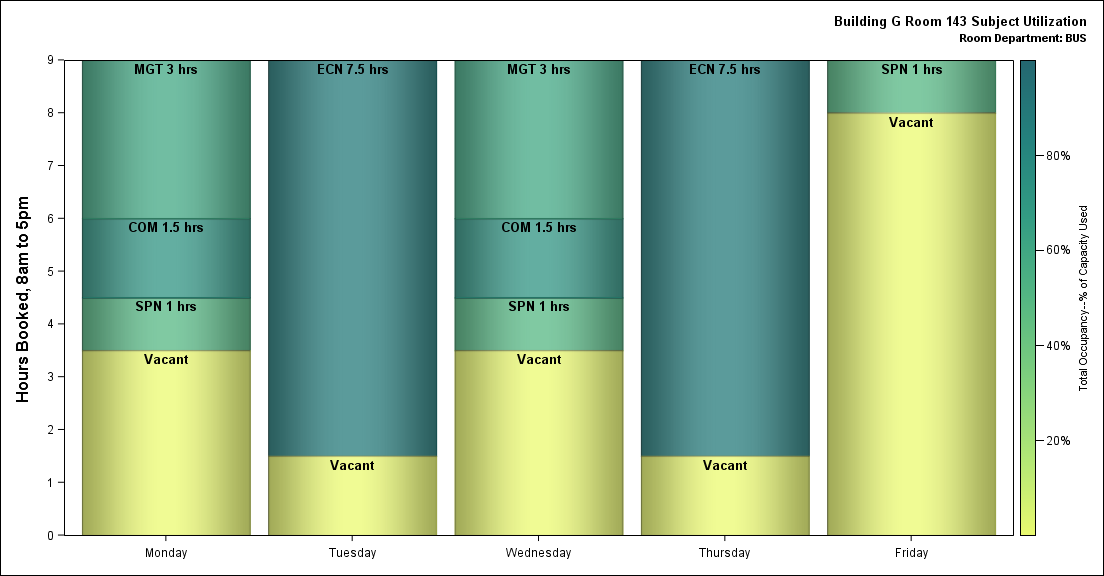 Building G Room 143 Subject Utilization
Room Department: BUS
Hours Booked, 8am to 5pm
9
8
7
6
5
4
3
2
1
0
MGT 3 hrs
COM 1.5 hrs
SPN 1 hrs
Vacant
ECN 7.5 hrs
Vacant
MGT 3 hrs
COM 1.5 hrs
SPN 1 hrs
Vacant
ECN 7.5 hrs
Vacant
SPN 1 hrs
Vacant
Monday
Tuesday
Wednesday
Thursday
Friday
80%
60%
40%
20%
Total Occupancy--% of Capacity Used